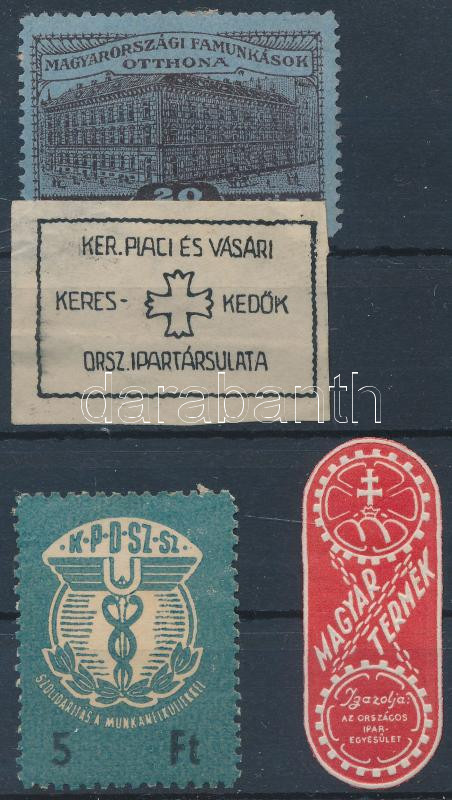 MAGYARORSZÁGI FAMUNKÁSOK
OTTHONA
20
KER. PIACI ÉS VÁSÁRI
KERES- KEDŐK
ORSZ. IPARTÁRSULATA
darabanth
·K·P·D·SZ·SZ·
SZOLIDARITÁS A MUNKANÉLKÜLIEKKEL
5 Ft
MAGYAR
TERMÉK
Igazolja:
AZ ORSZÁGOS
IPAR-
EGYESÜLET